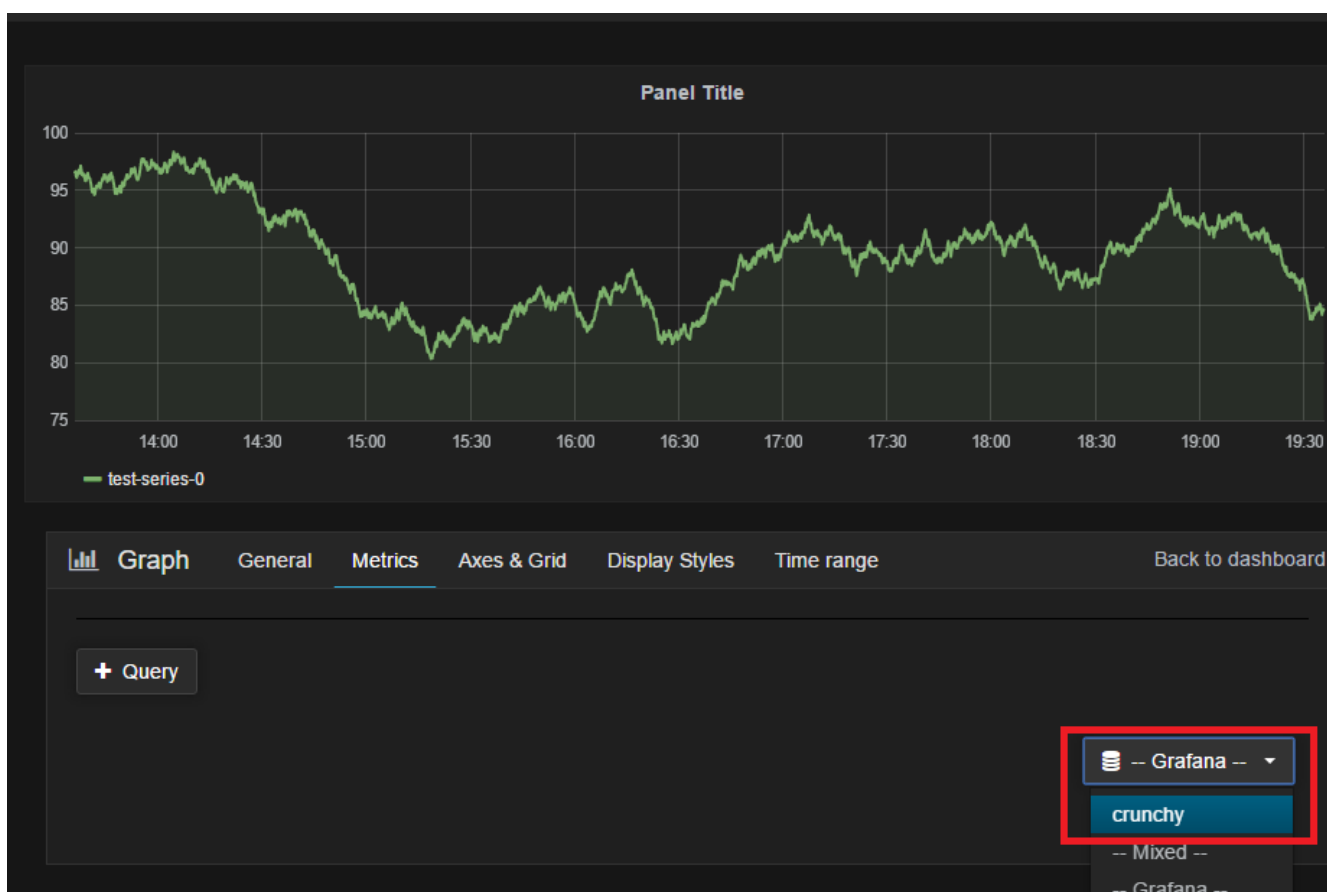 Panel Title
100
95
90
85
80
75
14:00 14:30 15:00 15:30 16:00 16:30 17:00 17:30 18:00 18:30 19:00 19:30
test-series-0
Graph General Metrics Axes & Grid Display Styles Time range Back to dashboard
+ Query
-- Grafana --
crunchy
-- Mixed --
-- Grafana --